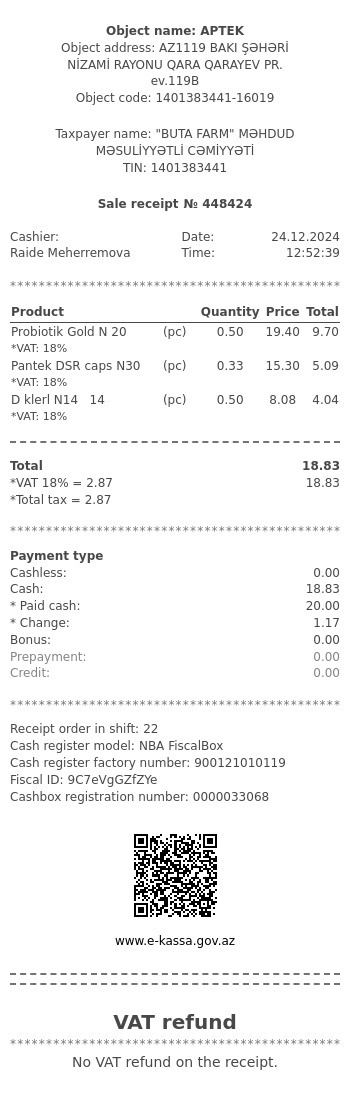 Object name: APTEK
Object address: AZ1119 BAKI ŞƏHƏRİ
NİZAMİ RAYONU QARA QARAYEV PR.
ev.119B
Object code: 1401383441-16019
Taxpayer name: "BUTA FARM" MƏHDUD
MƏSULİYYƏTLİ CƏMİYYƏTİ
TIN: 1401383441
Sale receipt № 448424
Cashier: Date: 24.12.2024
Raide Meherremova Time: 12:52:39
**********************************************
Product Quantity Price Total
Probiotik Gold N 20 (pc) 0.50 19.40 9.70
*VAT: 18%
Pantek DSR caps N30 (pc) 0.33 15.30 5.09
*VAT: 18%
D klerl N14 14 (pc) 0.50 8.08 4.04
*VAT: 18%
Total 18.83
*VAT 18% = 2.87 18.83
*Total tax = 2.87
**********************************************
Payment type
Cashless: 0.00
Cash: 18.83
* Paid cash: 20.00
* Change: 1.17
Bonus: 0.00
Prepayment: 0.00
Credit: 0.00
**********************************************
Receipt order in shift: 22
Cash register model: NBA FiscalBox
Cash register factory number: 900121010119
Fiscal ID: 9C7eVgGZfZYe
Cashbox registration number: 0000033068
www.e-kassa.gov.az
VAT refund
**********************************************
No VAT refund on the receipt.